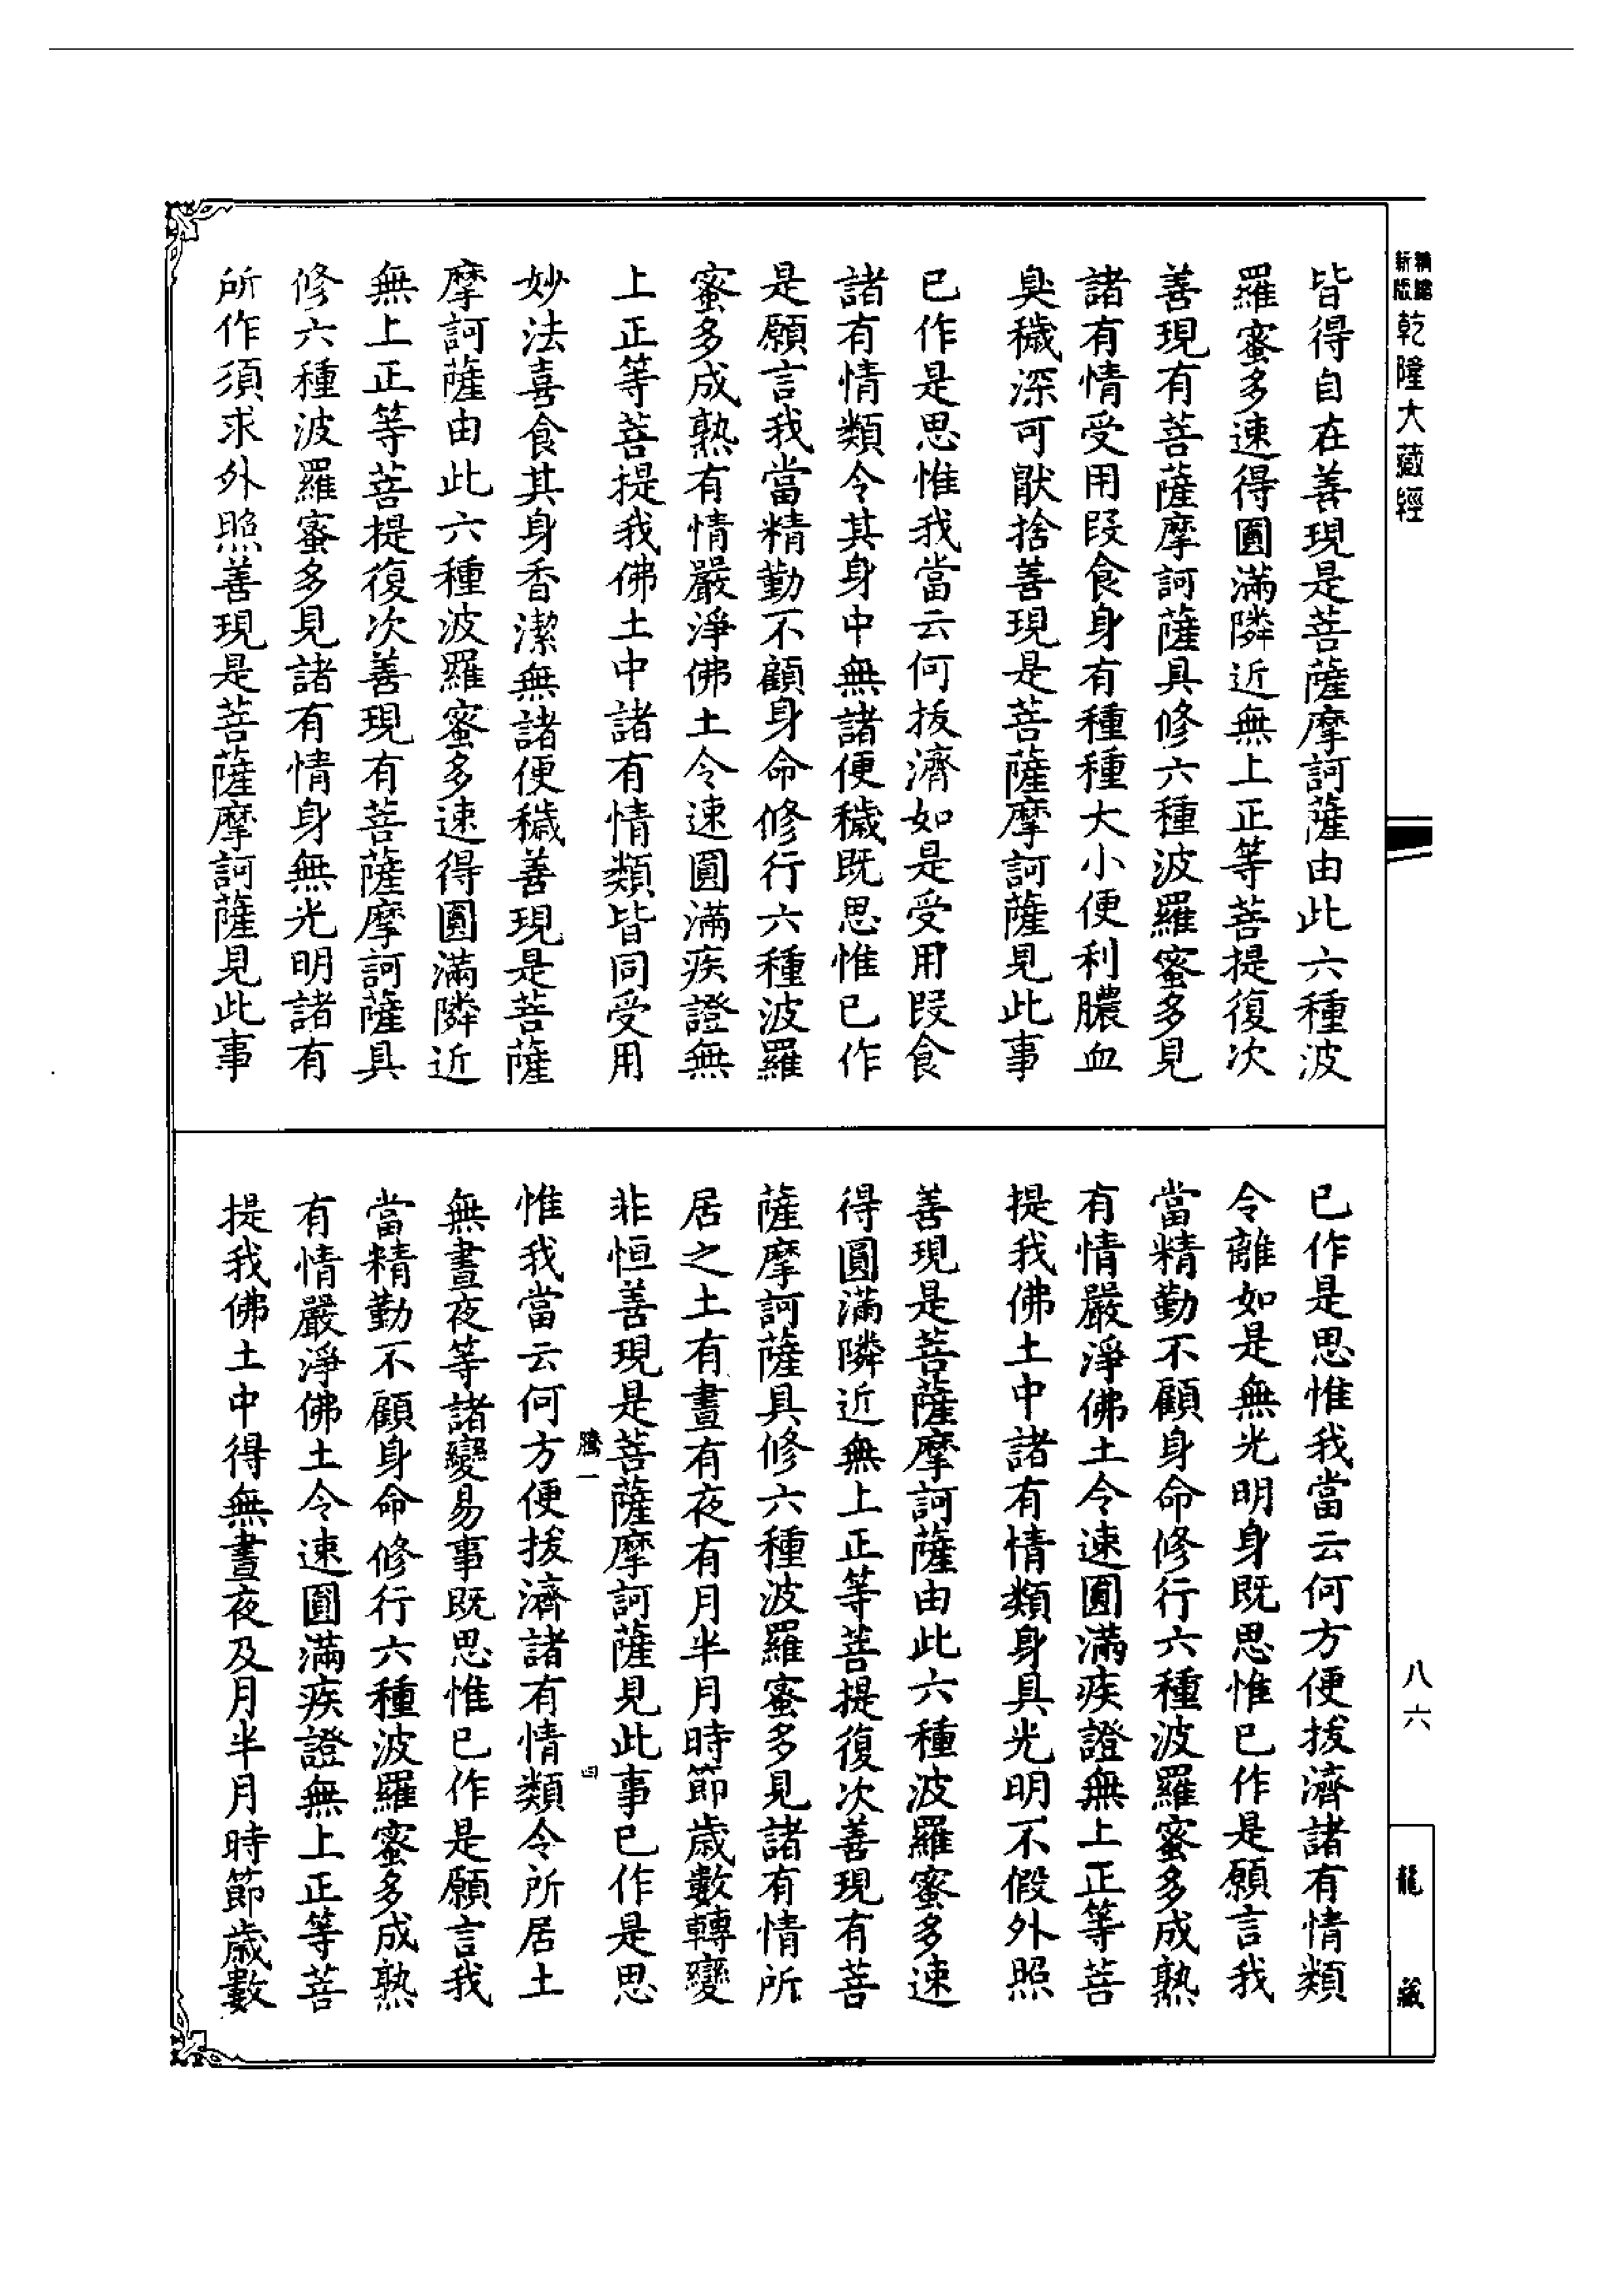 新版
乾隆大藏經
皆得自在善現是菩薩摩訶薩由此六種波
羅蜜多速得圓滿隣近無上正等菩提復次
善現有菩薩摩訶薩具修六種波羅蜜多見
諸有情受用段食身有種種大小便利膿血
臭穢深可猒捨善現是菩薩摩訶薩見此事
已作是思惟我當云何拔濟如是受用段食
諸有情類令其身中無諸便穢既思惟已作
是願言我當精勤不顧身命修行六種波羅
蜜多成熟有情嚴淨佛土令速圓滿疾證無
上正等菩提我佛土中諸有情類皆同受用
妙法喜食其身香潔無諸便穢善現是菩薩
摩訶薩由此六種波羅蜜多速得圓滿隣近
無上正等菩提復次善現有菩薩摩訶薩具
修六種波羅蜜多見諸有情身無光明諸有
所作須求外照善現是菩薩摩訶薩見此事
已作是思惟我當云何方便拔濟諸有情類
令離如是無光明身既思惟已作是願言我
當精勤不顧身命修行六種波羅蜜多成熟
有情嚴淨佛土令速圓滿疾證無上正等菩
提我佛土中諸有情類身具光明不假外照
善現是菩薩摩訶薩由此六種波羅蜜多速
得圓滿隣近無上正等菩提復次善現有菩
薩摩訶薩具修六種波羅蜜多見諸有情所
居之土有晝有夜有月半月時節歲數轉變
非恒善現是菩薩摩訶薩見此事已作是思
騰一
四
惟我當云何方便拔濟諸有情類令所居土
無晝夜等諸變易事既思惟已作是願言我
當精勤不顧身命修行六種波羅蜜多成熟
有情嚴淨佛土令速圓滿疾證無上正等菩
提我佛土中得無晝夜及月半月時節歲數
八六
龍藏